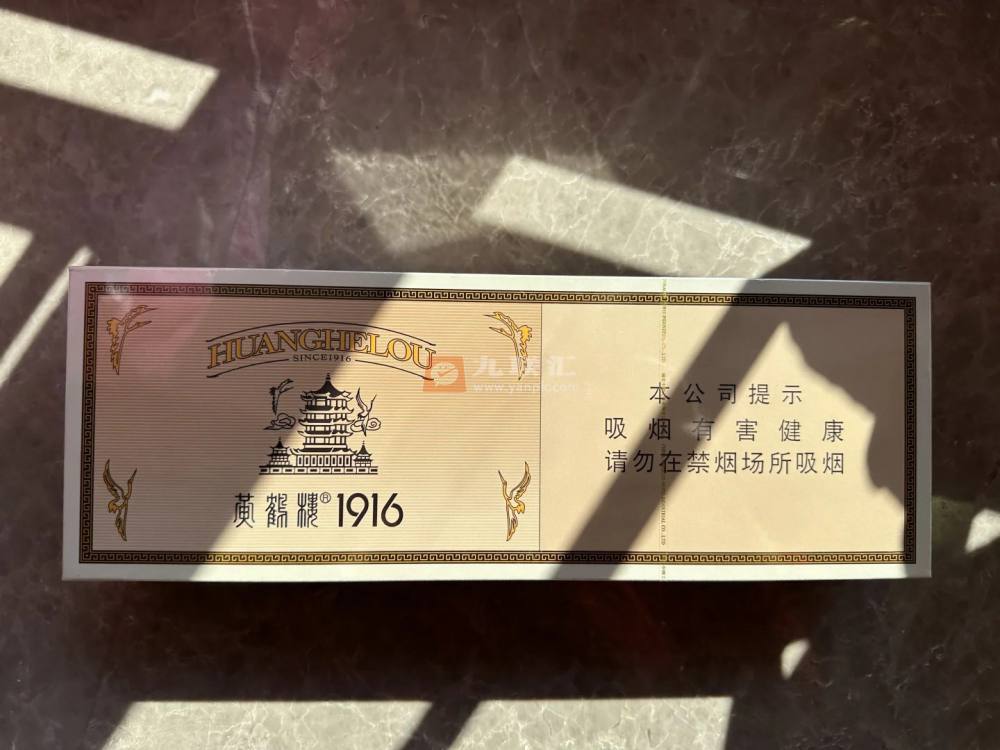 HUANGHELOU
SINCE1916
黄鹤楼® 1916
本公司提示
吸烟有害健康
请勿在禁烟场所吸烟